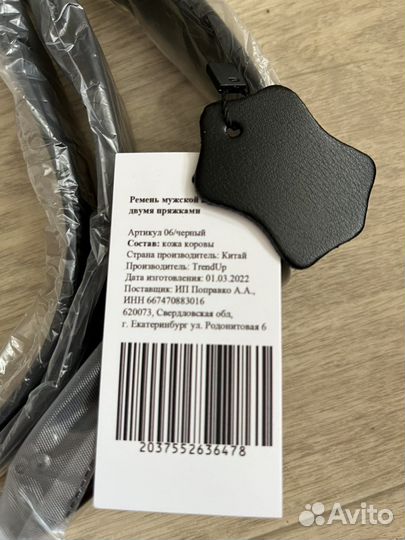 Ремень мужской
двумя пряжками
Артикул 06/черный
Состав: кожа коровы
Страна производитель: Китай
Производитель: TrendUp
Дата изготовления: 01.03.2022
Поставщик: ИП Поправко А.А.,
ИНН 667470883016
620073, Свердловская обл,
г. Екатеринбург ул. Родонитовая 6
2037552636478
Avito